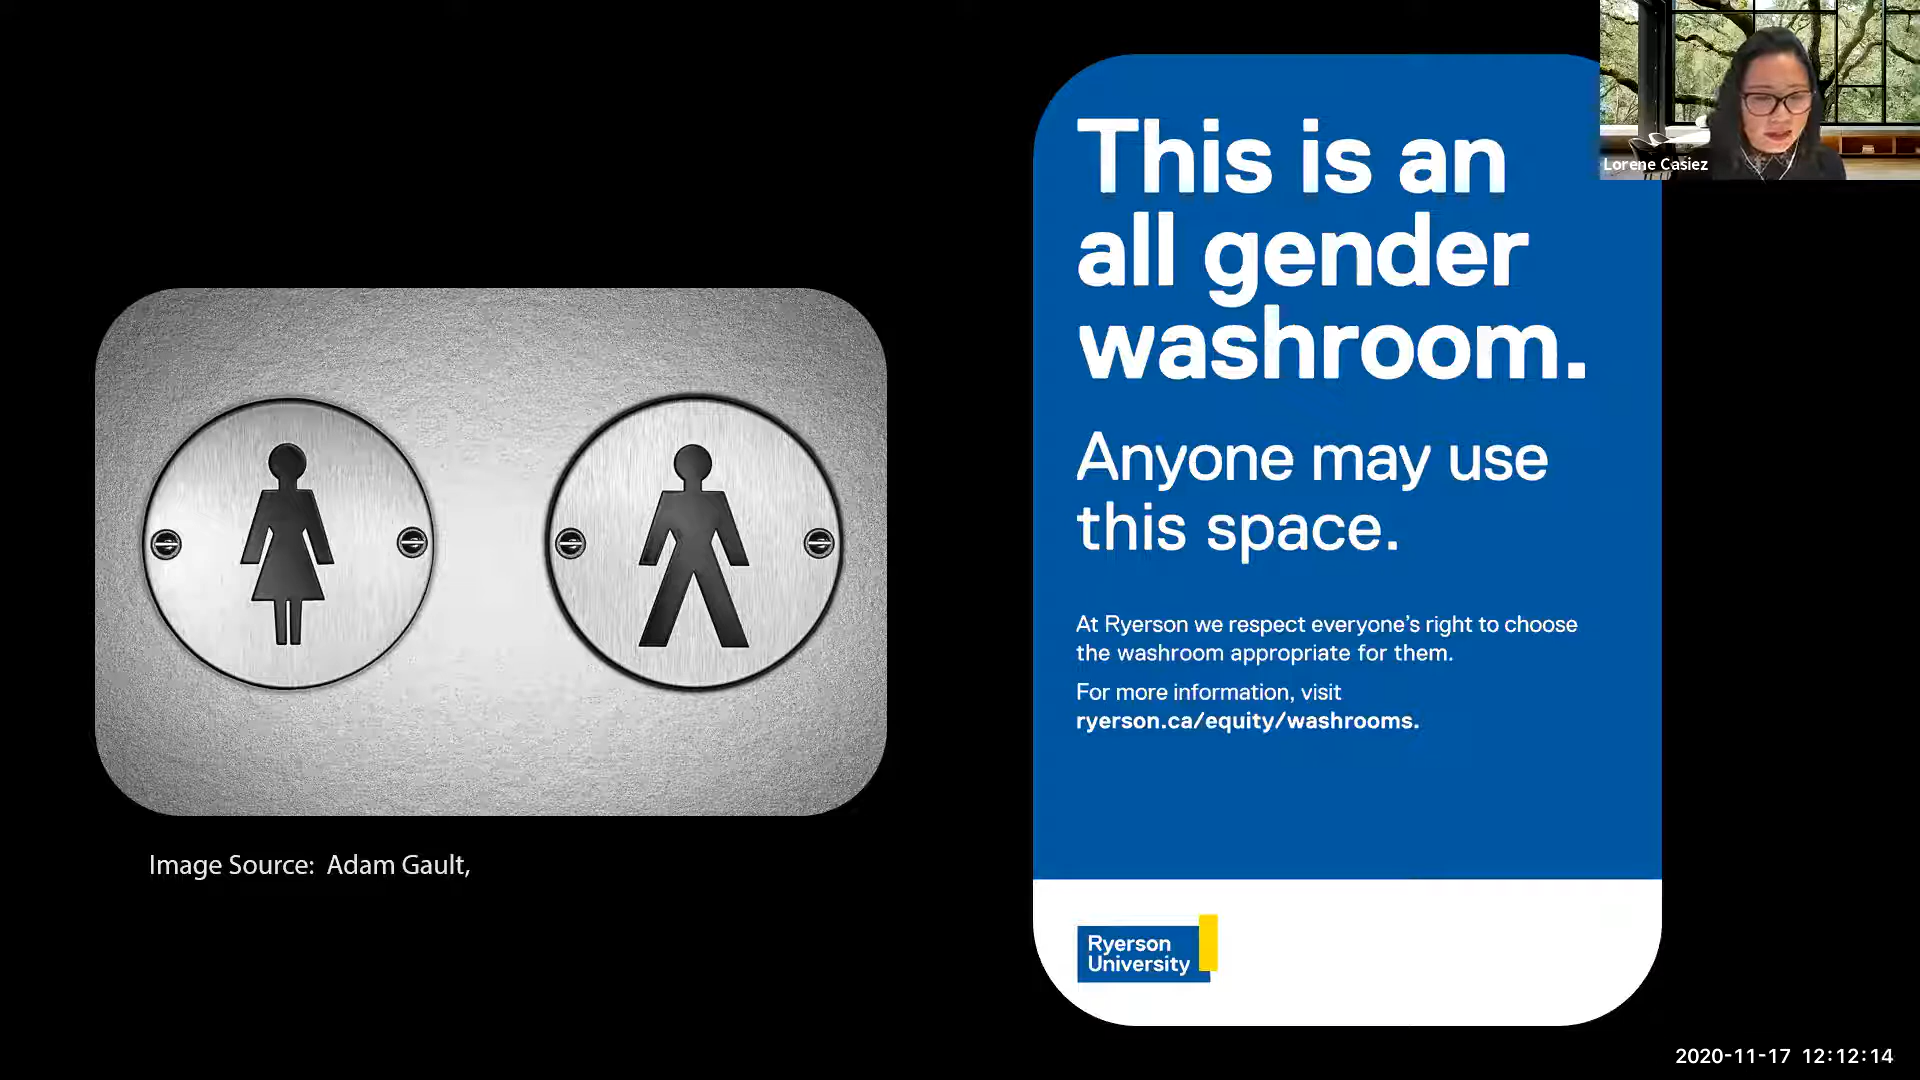 This is an
all gender
washroom.
Anyone may use
this space.
At Ryerson we respect everyone's right to choose
the washroom appropriate for them.
For more information, visit
ryerson.ca/equity/washrooms.
Ryerson
University
Image Source:  Adam Gault,
Lorene Casiez
2020-11-17 12:12:14